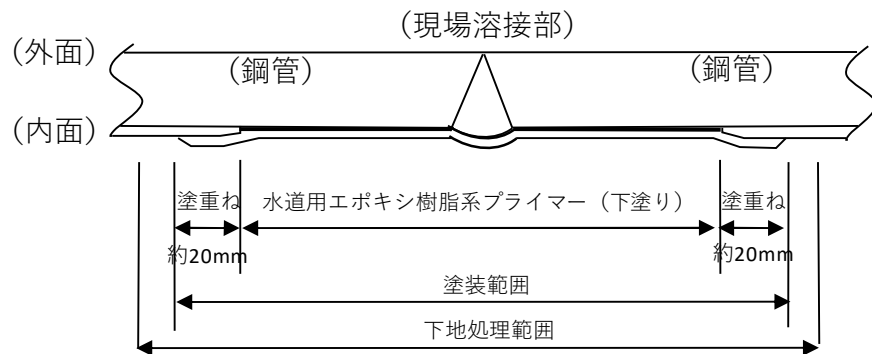 (現場溶接部)
(外面)
(鋼管)
(鋼管)
(内面)
塗重ね
水道用エポキシ樹脂系プライマー（下塗り）
塗重ね
約20mm
約20mm
塗装範囲
下地処理範囲